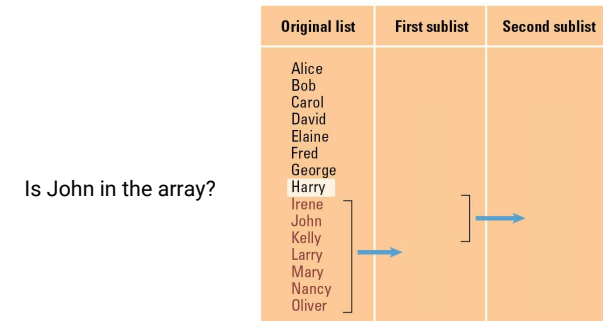 Is John in the array?
Original list
First sublist
Second sublist
Alice
Bob
Carol
David
Elaine
Fred
George
Harry
Irene
John
Kelly
Larry
Mary
Nancy
Oliver